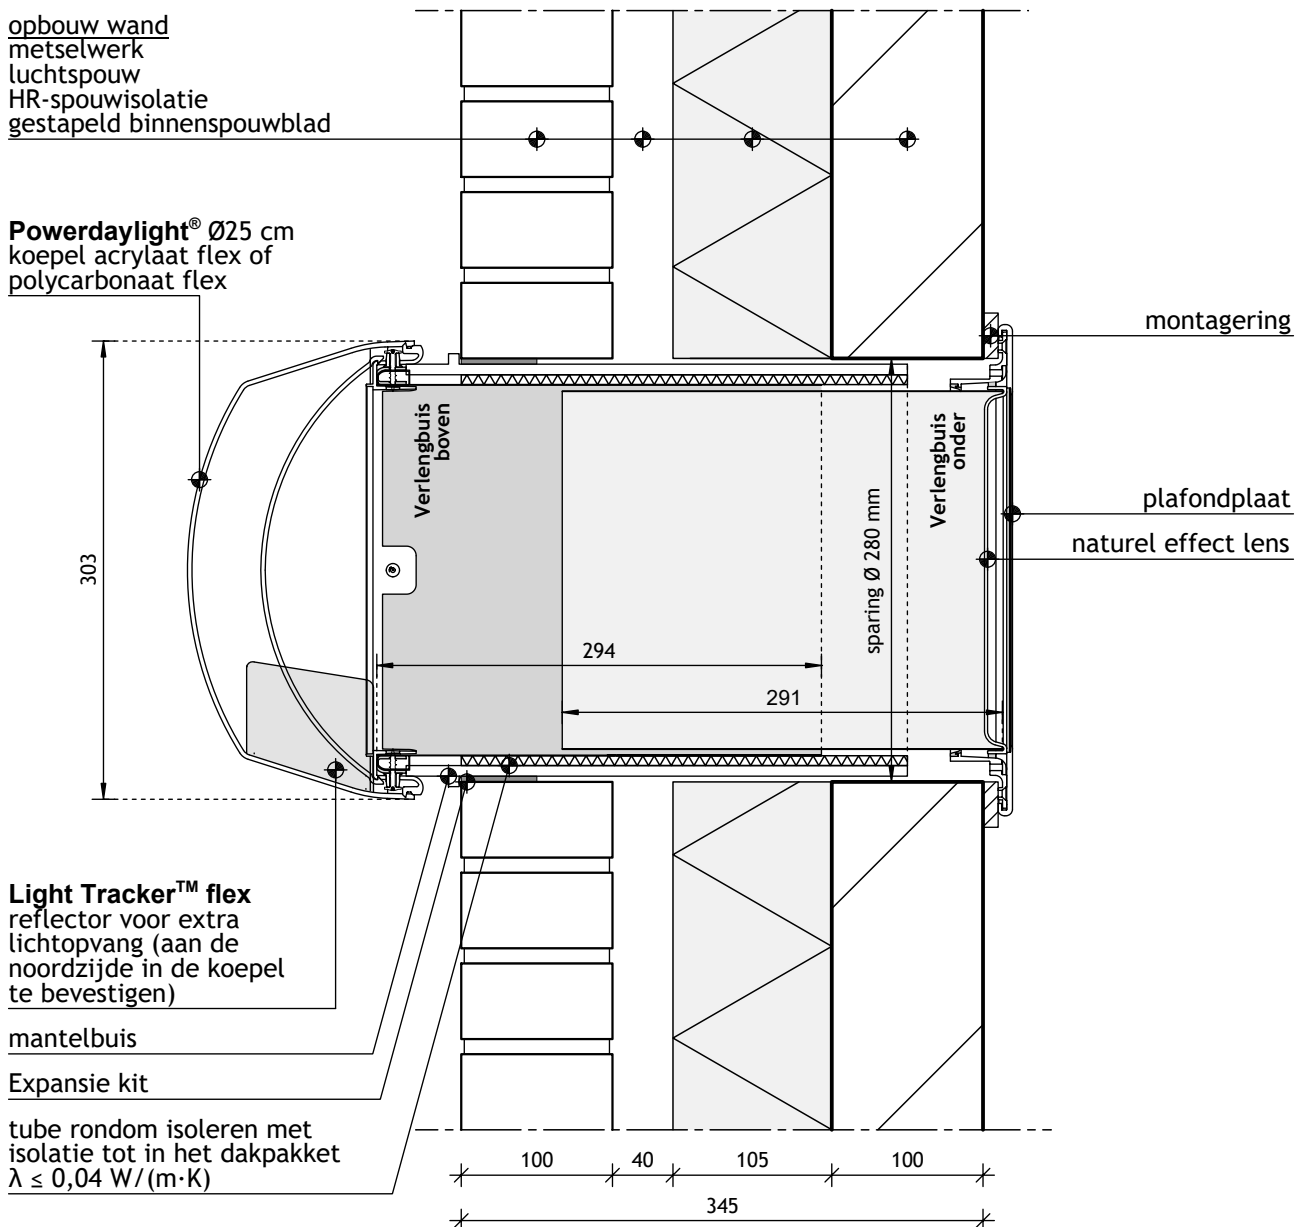 opbouw wand
metselwerk
luchtspouw
HR-spouwisolatie
gestapeld binnenspouwblad
Powerdaylight® Ø25 cm
koepel acrylaat flex of
polycarbonaat flex
montagering
Verlengbuis
boven
Verlengbuis
onder
plafondplaat
naturel effect lens
sparing Ø 280 mm
303
294
291
Light Tracker™ flex
reflector voor extra
lichtopvang (aan de
noordzijde in de koepel
te bevestigen)
mantelbuis
Expansie kit
tube rondom isoleren met
isolatie tot in het dakpakket
λ ≤ 0,04 W/(m·K)
100
40
105
100
345